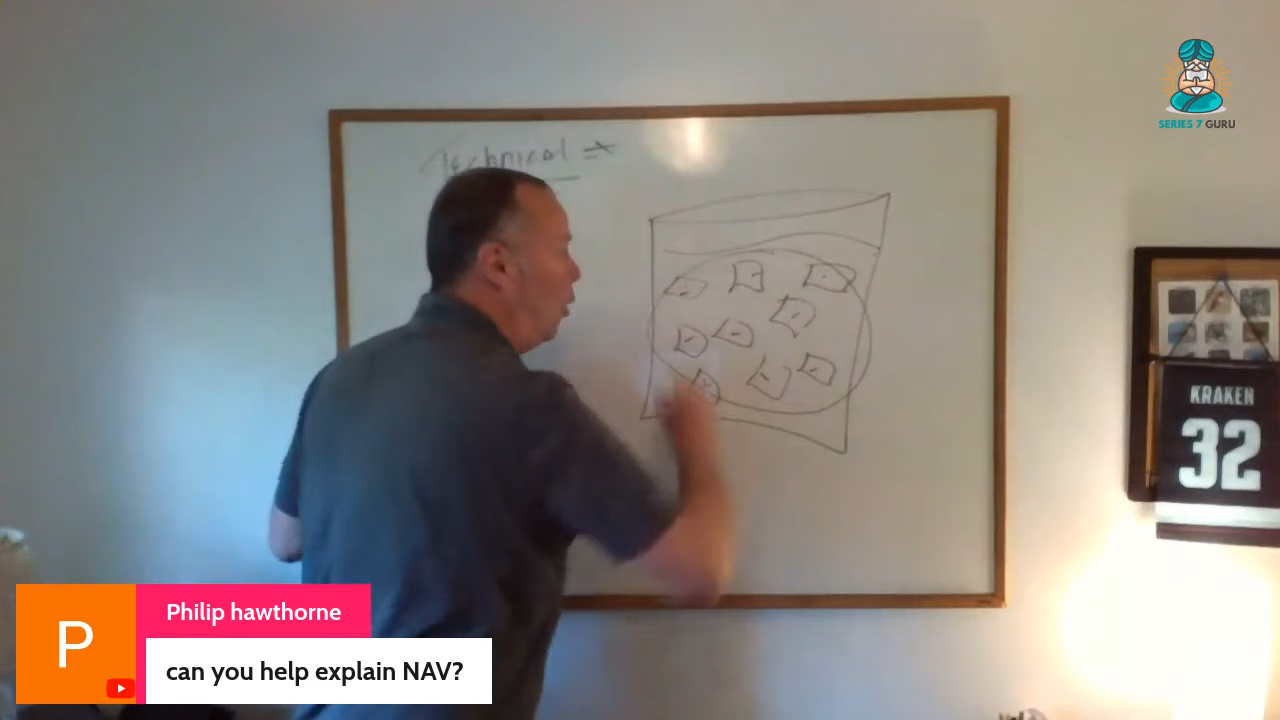 SERIES 7 GURU
Technical
KRAKEN
32
P
Philip hawthorne
can you help explain NAV?